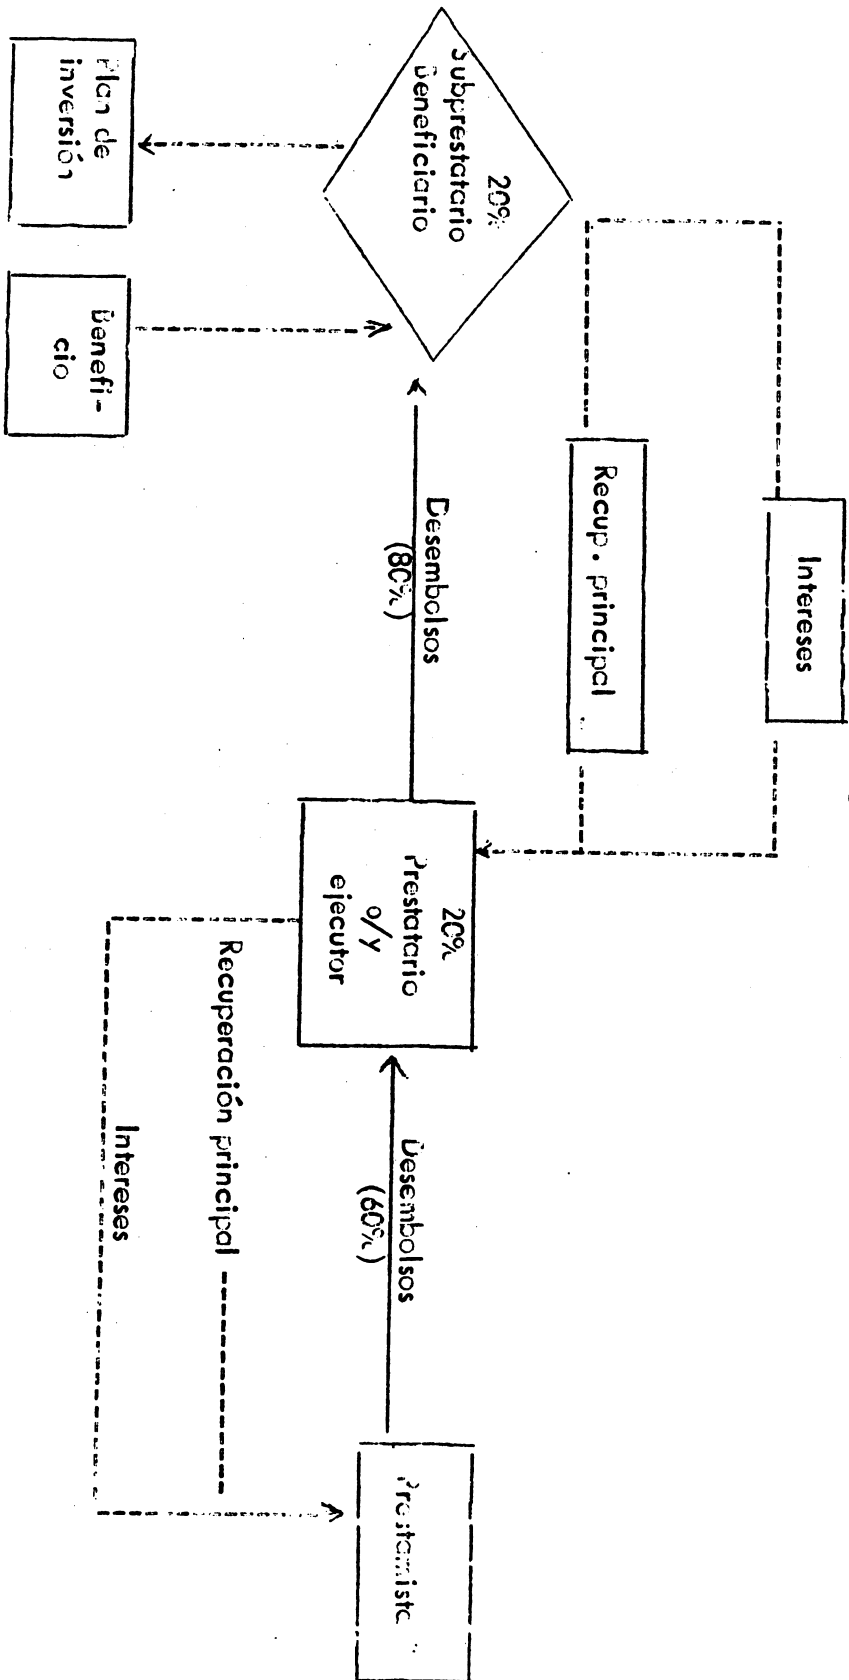 Intereses
Recup. principal
20%
Subprestatario
Beneficiario
Desembolsos
(80%)
20%
Prestatario
o/y
ejecutor
Desembolsos
(60%)
Prestamista
Recuperación principal
Intereses
Plan de
inversión
Benefi-
cio